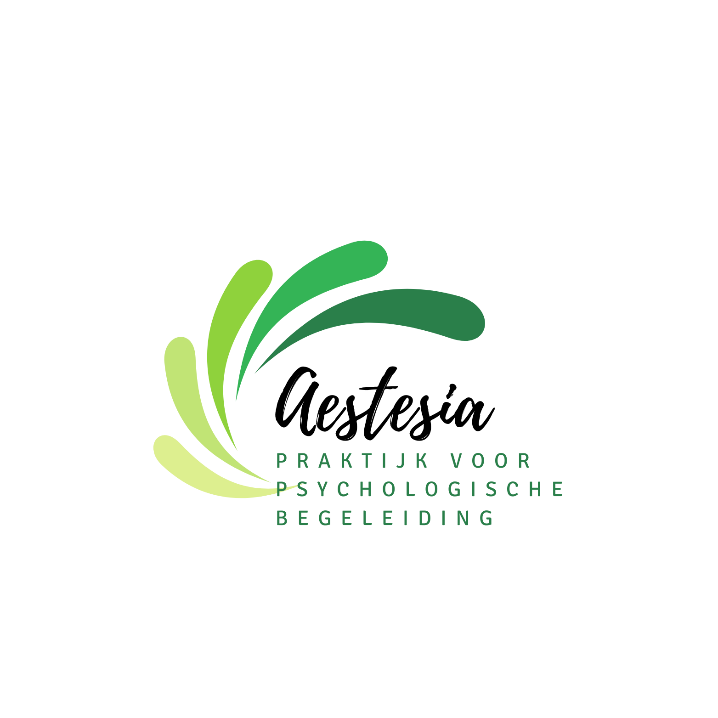 Aestesia
PRAKTIJK VOOR
PSYCHOLOGISCHE
BEGELEIDING